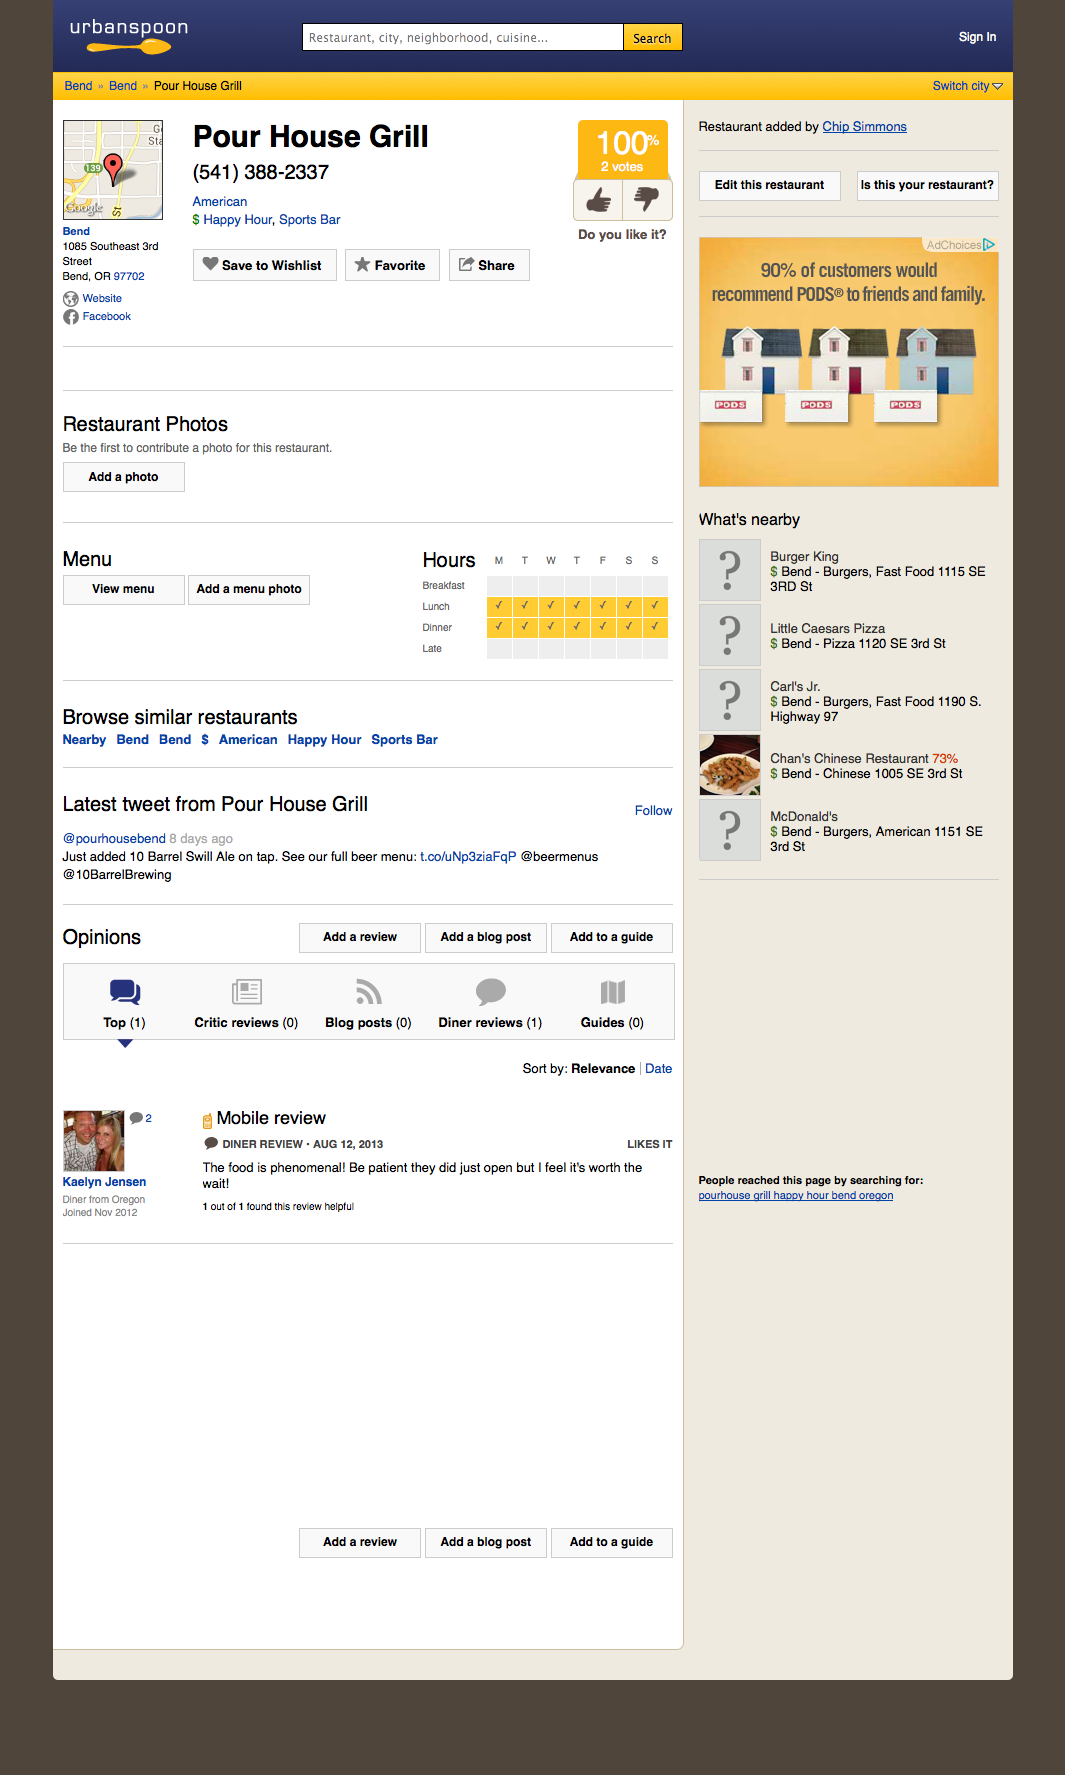 urbanspoon
Restaurant, city, neighborhood, cuisine...
Search
Sign In
Bend » Bend » Pour House Grill
Switch city
Go
Sta
139
Google
St
Bend
1085 Southeast 3rd
Street
Bend, OR 97702
Website
Facebook
Pour House Grill
(541) 388-2337
American
$ Happy Hour, Sports Bar
Save to Wishlist
Favorite
Share
100%
2 votes
Do you like it?
Restaurant Photos
Be the first to contribute a photo for this restaurant.
Add a photo
Menu
View menu
Add a menu photo
Hours M T W T F S S
Breakfast
Lunch ✓ ✓ ✓ ✓ ✓ ✓ ✓
Dinner ✓ ✓ ✓ ✓ ✓ ✓ ✓
Late
Browse similar restaurants
Nearby Bend Bend $ American Happy Hour Sports Bar
Latest tweet from Pour House Grill
Follow
@pourhousebend 8 days ago
Just added 10 Barrel Swill Ale on tap. See our full beer menu: t.co/uNp3ziaFqP @beermenus
@10BarrelBrewing
Opinions
Add a review
Add a blog post
Add to a guide
Top (1)
Critic reviews (0)
Blog posts (0)
Diner reviews (1)
Guides (0)
Sort by: Relevance | Date
2
Kaelyn Jensen
Diner from Oregon
Joined Nov 2012
Mobile review
DINER REVIEW • AUG 12, 2013
LIKES IT
The food is phenomenal! Be patient they did just open but I feel it's worth the
wait!
1 out of 1 found this review helpful
Add a review
Add a blog post
Add to a guide
Restaurant added by Chip Simmons
Edit this restaurant
Is this your restaurant?
AdChoices
90% of customers would
recommend PODS® to friends and family.
PODS
PODS
PODS
What's nearby
?
Burger King
$ Bend - Burgers, Fast Food 1115 SE
3RD St
?
Little Caesars Pizza
$ Bend - Pizza 1120 SE 3rd St
?
Carl's Jr.
$ Bend - Burgers, Fast Food 1190 S.
Highway 97
Chan's Chinese Restaurant 73%
$ Bend - Chinese 1005 SE 3rd St
?
McDonald's
$ Bend - Burgers, American 1151 SE
3rd St
People reached this page by searching for:
pourhouse grill happy hour bend oregon